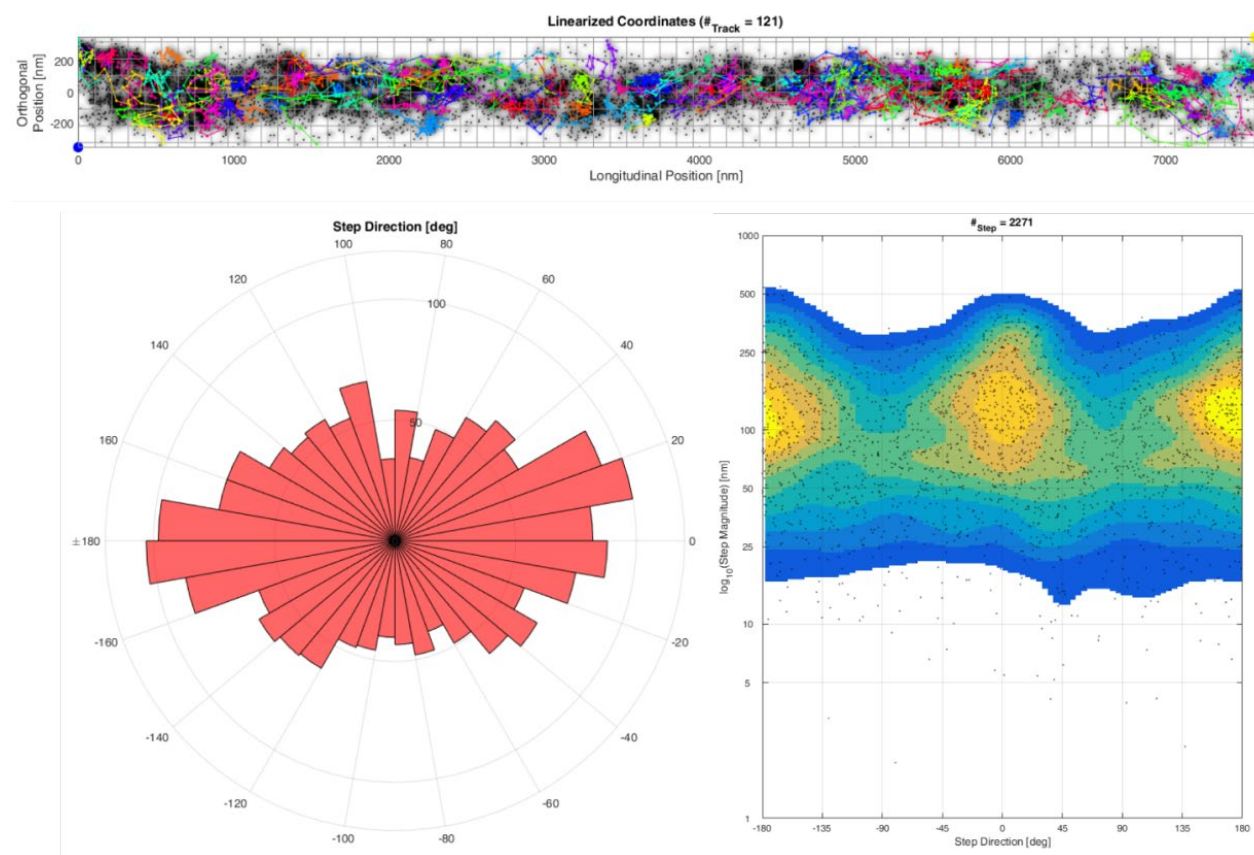 Linearized Coordinates (#Track = 121)
Orthogonal
Position [nm]
200
0
-200
0 1000 2000 3000 4000 5000 6000 7000
Longitudinal Position [nm]
Step Direction [deg]
100 80
120 60
100
140 40
50
160 20
±180 0
-160 -20
-140 -40
-120 -60
-100 -80
#Step = 2271
log10(Step Magnitude) [nm]
1000
500
250
100
50
25
10
5
1
-180 -135 -90 -45 0 45 90 135 180
Step Direction [deg]